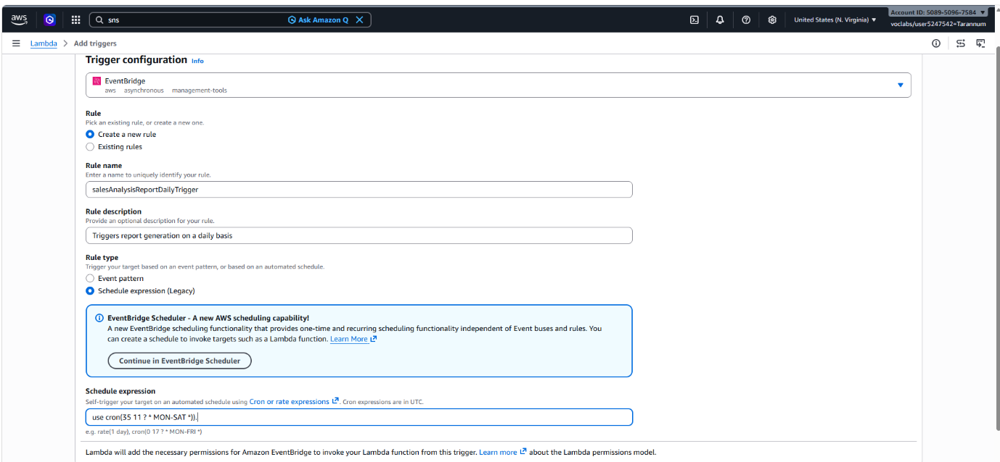 aws
sns
Ask Amazon Q
United States (N. Virginia)
Account ID: 5089-5096-7584
voclabs/user5247542=Tarannum
Lambda
Add triggers
Trigger configuration Info
EventBridge
aws asynchronous management-tools
Rule
Pick an existing rule, or create a new one.
Create a new rule
Existing rules
Rule name
Enter a name to uniquely identify your rule.
salesAnalysisReportDailyTrigger
Rule description
Provide an optional description for your rule.
Triggers report generation on a daily basis
Rule type
Trigger your target based on an event pattern, or based on an automated schedule.
Event pattern
Schedule expression (Legacy)
EventBridge Scheduler - A new AWS scheduling capability!
A new EventBridge scheduling functionality that provides one-time and recurring scheduling functionality independent of Event buses and rules. You
can create a schedule to invoke targets such as a Lambda function. Learn More
Continue in EventBridge Scheduler
Schedule expression
Self-trigger your target on an automated schedule using Cron or rate expressions. Cron expressions are in UTC.
use cron(35 11 ? * MON-SAT *)).
e.g. rate(1 day), cron(0 17 ? * MON-FRI *)
Lambda will add the necessary permissions for Amazon EventBridge to invoke your Lambda function from this trigger. Learn more about the Lambda permissions model.